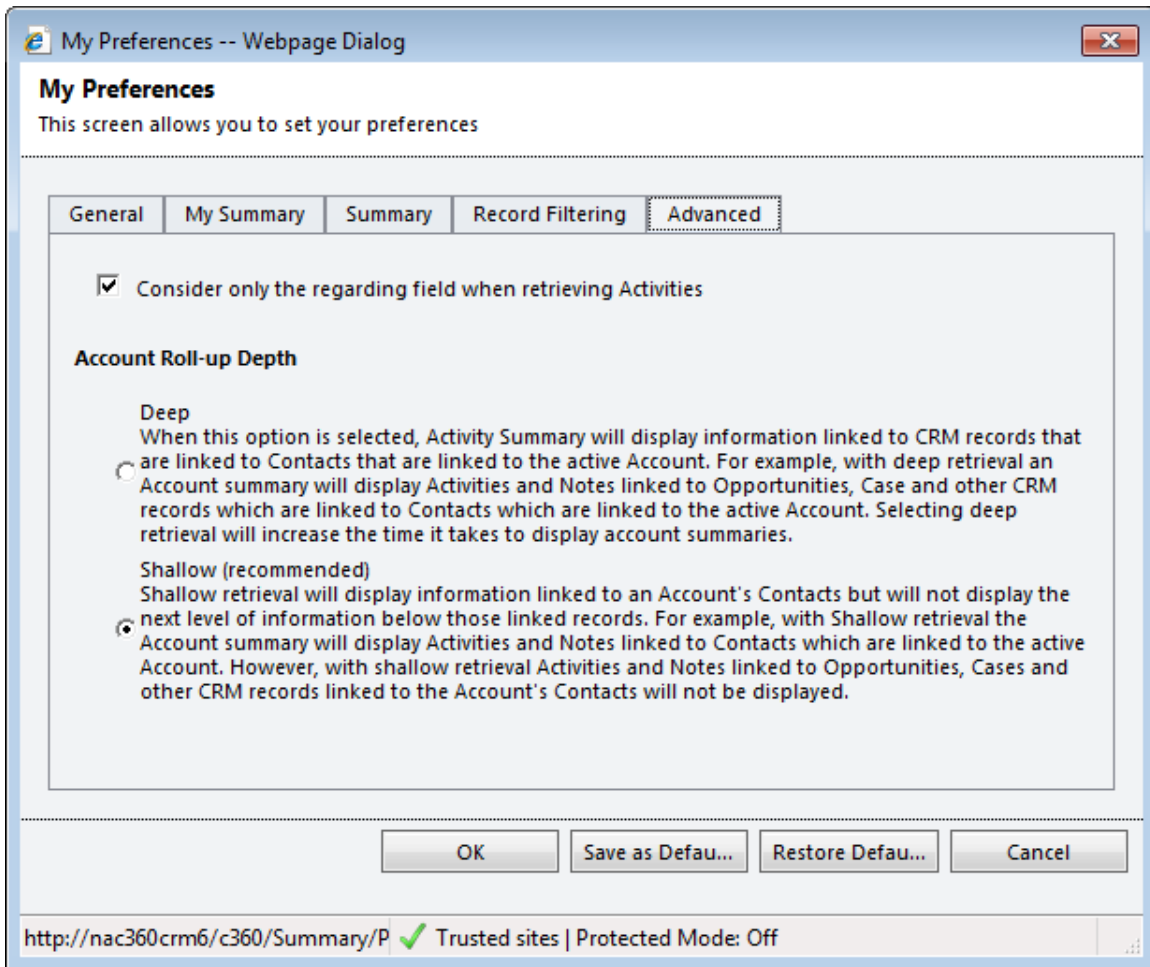 My Preferences -- Webpage Dialog
My Preferences
This screen allows you to set your preferences
General
My Summary
Summary
Record Filtering
Advanced
Consider only the regarding field when retrieving Activities
Account Roll-up Depth
Deep
When this option is selected, Activity Summary will display information linked to CRM records that
are linked to Contacts that are linked to the active Account. For example, with deep retrieval an
Account summary will display Activities and Notes linked to Opportunities, Case and other CRM
records which are linked to Contacts which are linked to the active Account. Selecting deep
retrieval will increase the time it takes to display account summaries.
Shallow (recommended)
Shallow retrieval will display information linked to an Account's Contacts but will not display the
next level of information below those linked records. For example, with Shallow retrieval the
Account summary will display Activities and Notes linked to Contacts which are linked to the active
Account. However, with shallow retrieval Activities and Notes linked to Opportunities, Cases and
other CRM records linked to the Account's Contacts will not be displayed.
OK
Save as Defau...
Restore Defau...
Cancel
http://nac360crm6/c360/Summary/P
Trusted sites | Protected Mode: Off